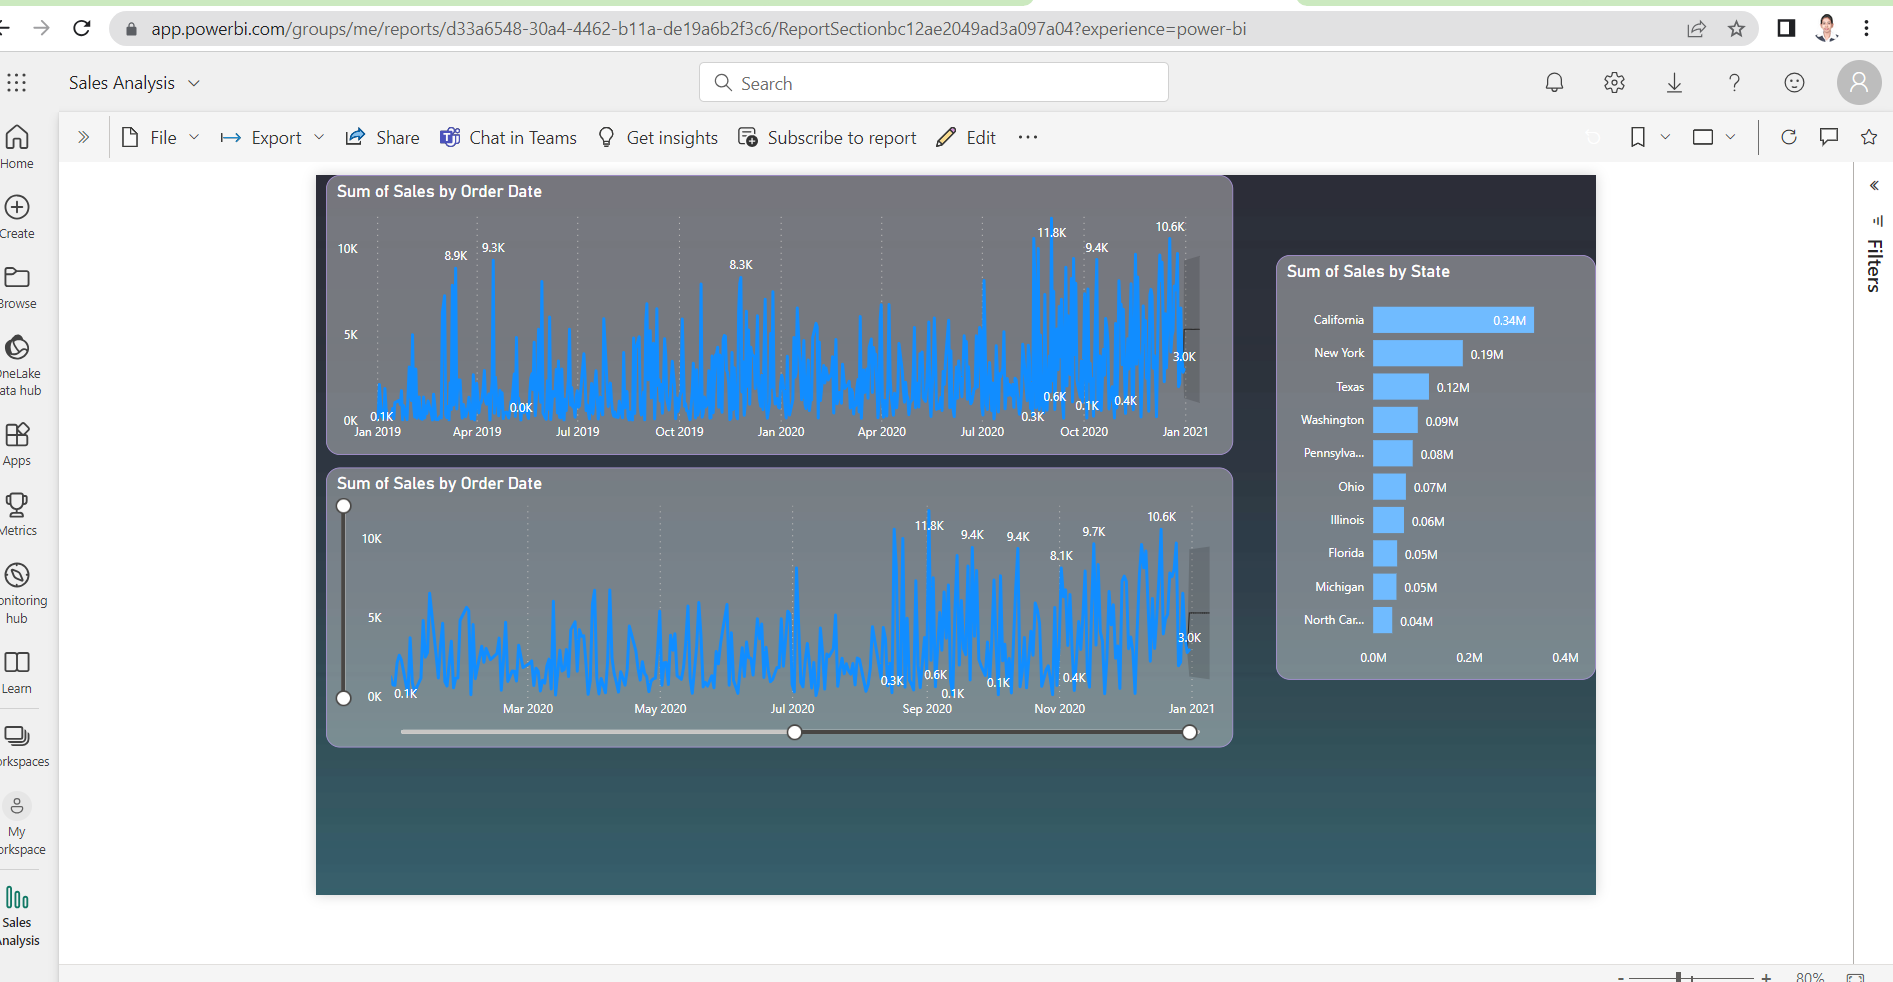 app.powerbi.com/groups/me/reports/d33a6548-30a4-4462-b11a-de19a6b2f3c6/ReportSectionbc12ae2049ad3a097a04?experience=power-bi
Sales Analysis
Search
File
Export
Share
Chat in Teams
Get insights
Subscribe to report
Edit
Home
Create
Browse
OneLake
data hub
Apps
Metrics
onitoring
hub
Learn
orkspaces
My
orkspace
Sales
Analysis
Sum of Sales by Order Date
10K
5K
0K
8.9K
9.3K
8.3K
11.8K
9.4K
10.6K
3.0K
0.1K
0.0K
0.3K
0.6K
0.1K
0.4K
Jan 2019
Apr 2019
Jul 2019
Oct 2019
Jan 2020
Apr 2020
Jul 2020
Oct 2020
Jan 2021
Sum of Sales by Order Date
10K
5K
0K
11.8K
9.4K
9.4K
8.1K
9.7K
10.6K
3.0K
0.1K
0.3K
0.6K
0.1K
0.1K
0.4K
Mar 2020
May 2020
Jul 2020
Sep 2020
Nov 2020
Jan 2021
Sum of Sales by State
California 0.34M
New York 0.19M
Texas 0.12M
Washington 0.09M
Pennsylva... 0.08M
Ohio 0.07M
Illinois 0.06M
Florida 0.05M
Michigan 0.05M
North Car... 0.04M
0.0M 0.2M 0.4M
Filters
- + 80%